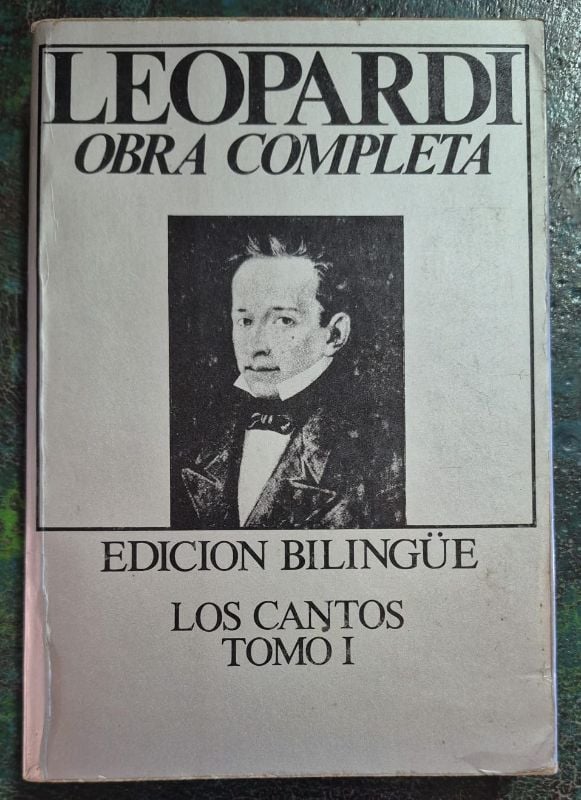 LEOPARDI
OBRA COMPLETA
EDICION BILINGÜE
LOS CANTOS
TOMO I